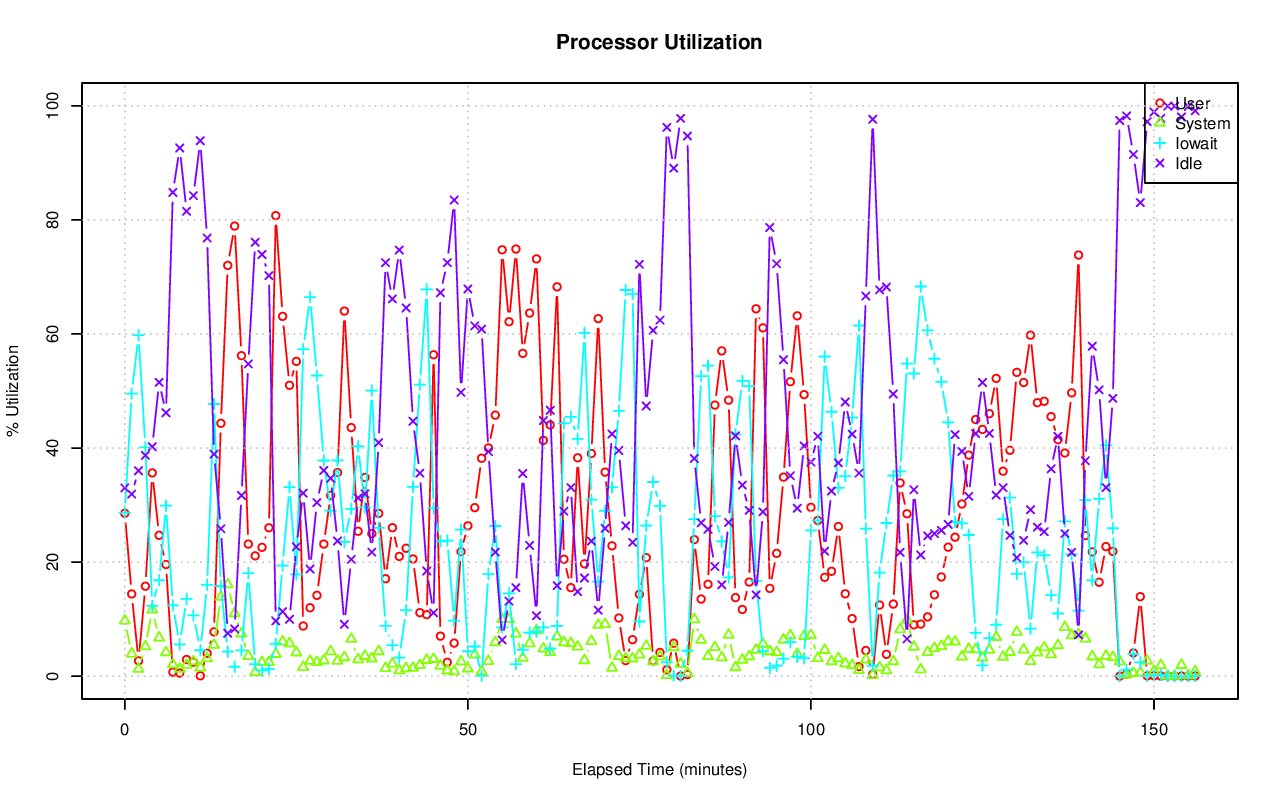 Processor Utilization
% Utilization
100
80
60
40
20
0
User
System
Iowait
Idle
0
50
100
150
Elapsed Time (minutes)